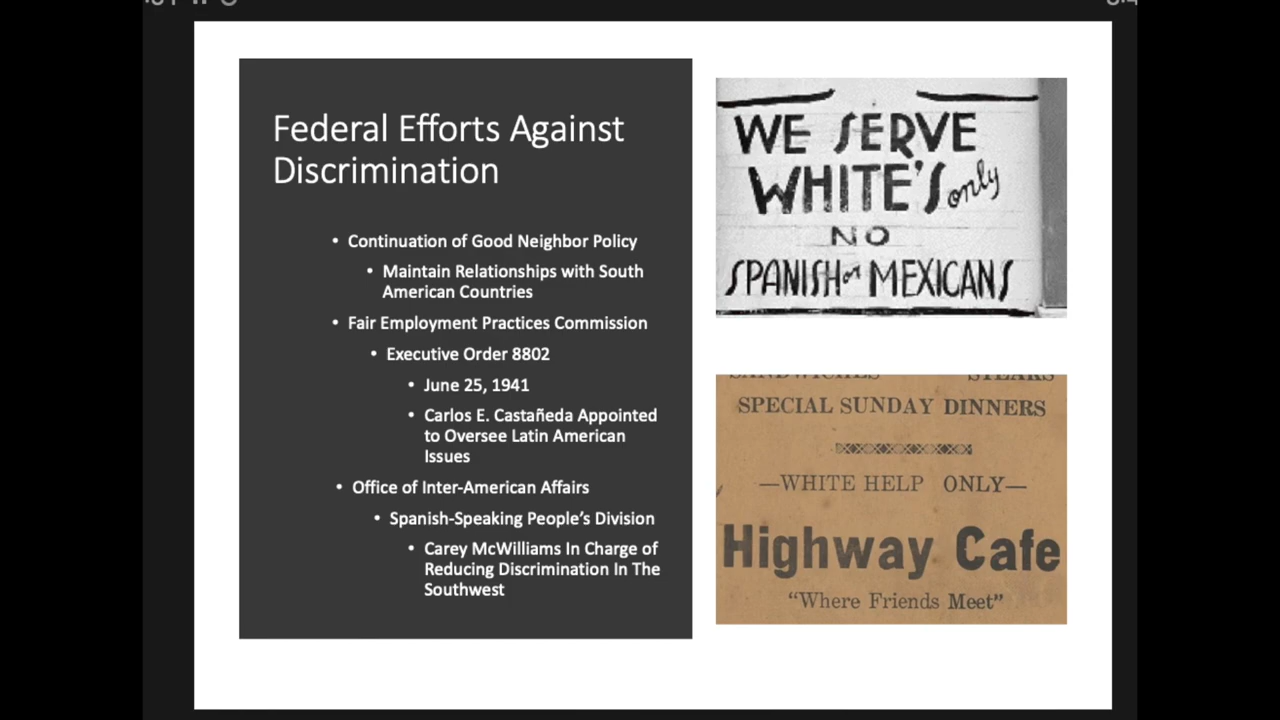 Federal Efforts Against
Discrimination
• Continuation of Good Neighbor Policy
• Maintain Relationships with South
American Countries
• Fair Employment Practices Commission
• Executive Order 8802
• June 25, 1941
• Carlos E. Castañeda Appointed
to Oversee Latin American
Issues
• Office of Inter-American Affairs
• Spanish-Speaking People's Division
• Carey McWilliams In Charge of
Reducing Discrimination In The
Southwest
WE SERVE
WHITE'S only
NO
SPANISH or MEXICANS
SANDWICHES STEAKS
SPECIAL SUNDAY DINNERS
—WHITE HELP ONLY—
Highway Cafe
“Where Friends Meet”